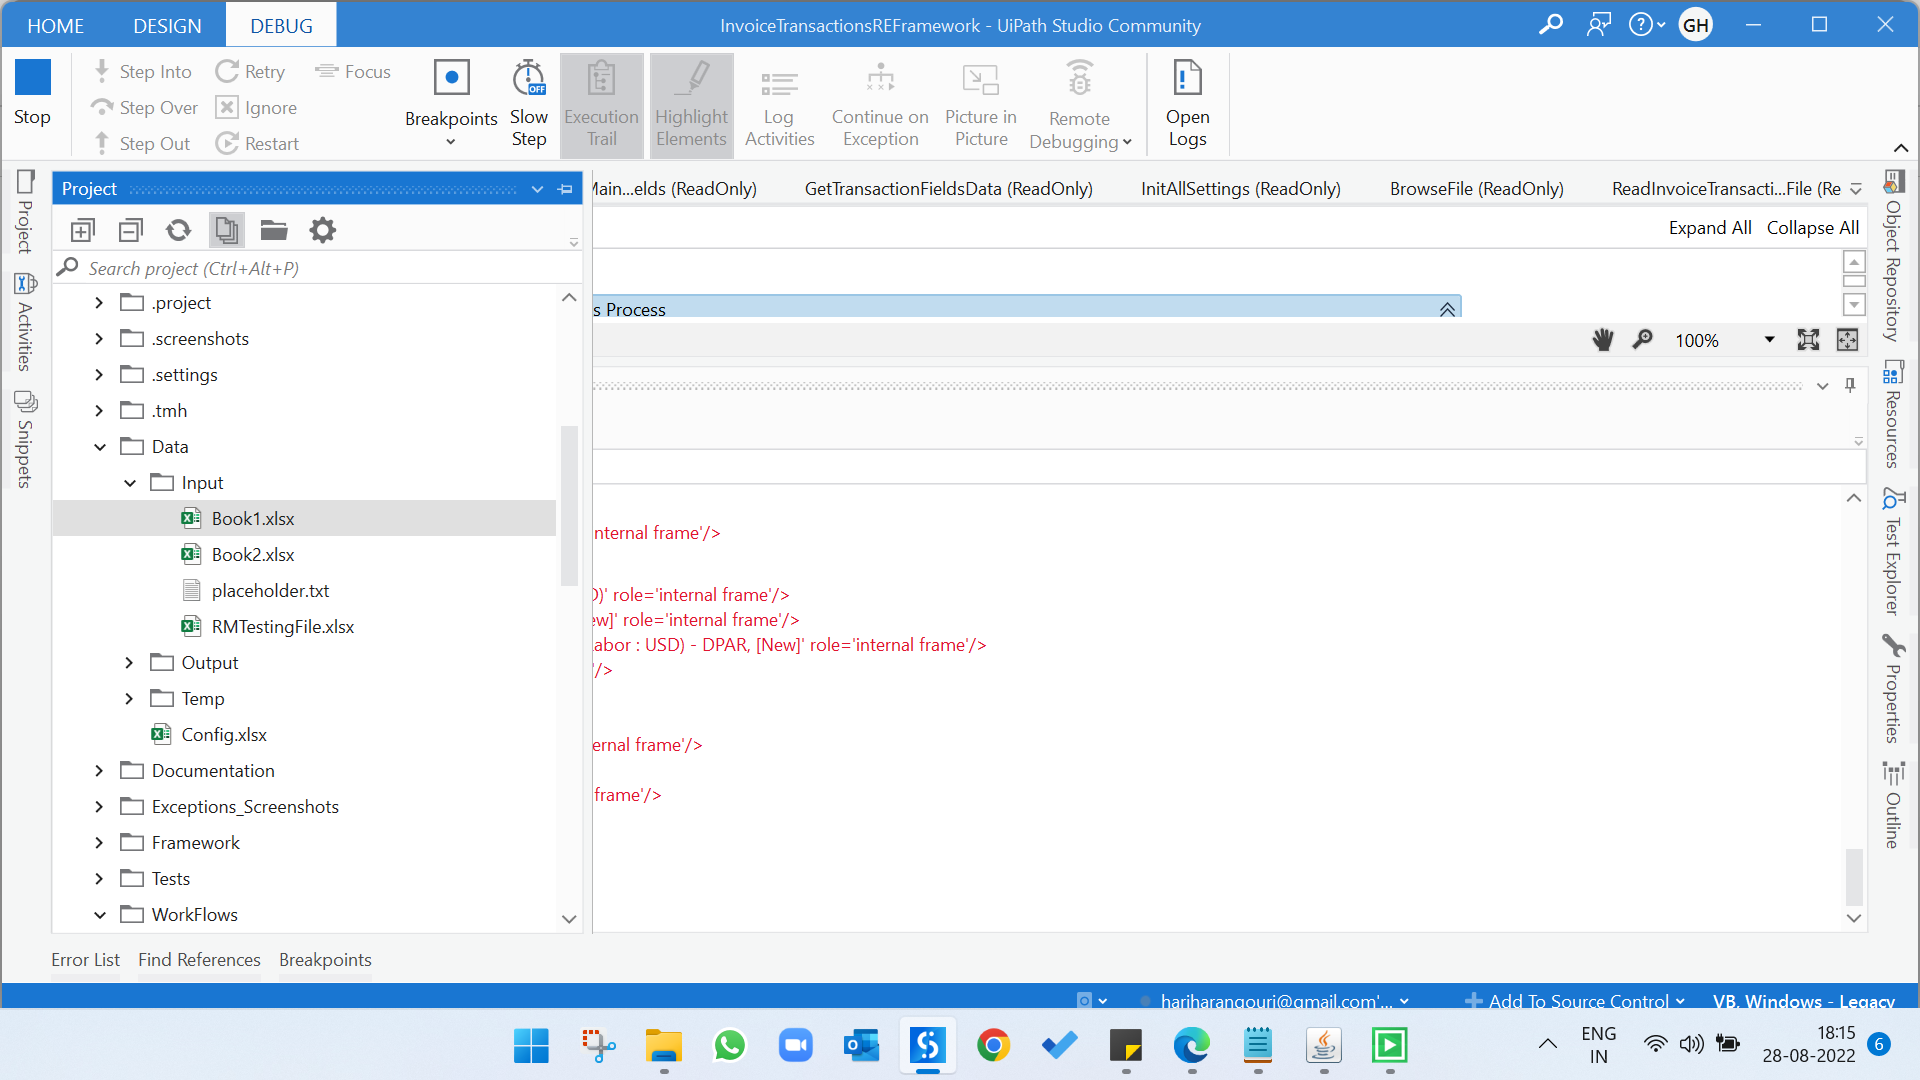 HOME DESIGN DEBUG InvoiceTransactionsREFramework - UiPath Studio Community GH
Stop
Step Into
Step Over
Step Out
Retry
Ignore
Restart
Focus
Breakpoints
Slow
Step
OFF
Execution
Trail
Highlight
Elements
Log
Activities
Continue on
Exception
Picture in
Picture
Remote
Debugging
Open
Logs
Project
Activities
Snippets
Project
Search project (Ctrl+Alt+P)
.project
.screenshots
.settings
.tmh
Data
Input
Book1.xlsx
Book2.xlsx
placeholder.txt
RMTestingFile.xlsx
Output
Temp
Config.xlsx
Documentation
Exceptions_Screenshots
Framework
Tests
WorkFlows
Main...elds (ReadOnly) GetTransactionFieldsData (ReadOnly) InitAllSettings (ReadOnly) BrowseFile (ReadOnly) ReadInvoiceTransacti...File (Re
Expand All Collapse All
s Process
100%
internal frame'/>
D)' role='internal frame'/>
ew]' role='internal frame'/>
Labor : USD) - DPAR, [New]' role='internal frame'/>
'/>
ernal frame'/>
frame'/>
Object Repository
Resources
Test Explorer
Properties
Outline
Error List Find References Breakpoints
hariharangouri@gmail.com'... Add To Source Control VB, Windows - Legacy
ENG
IN
18:15
28-08-2022
6